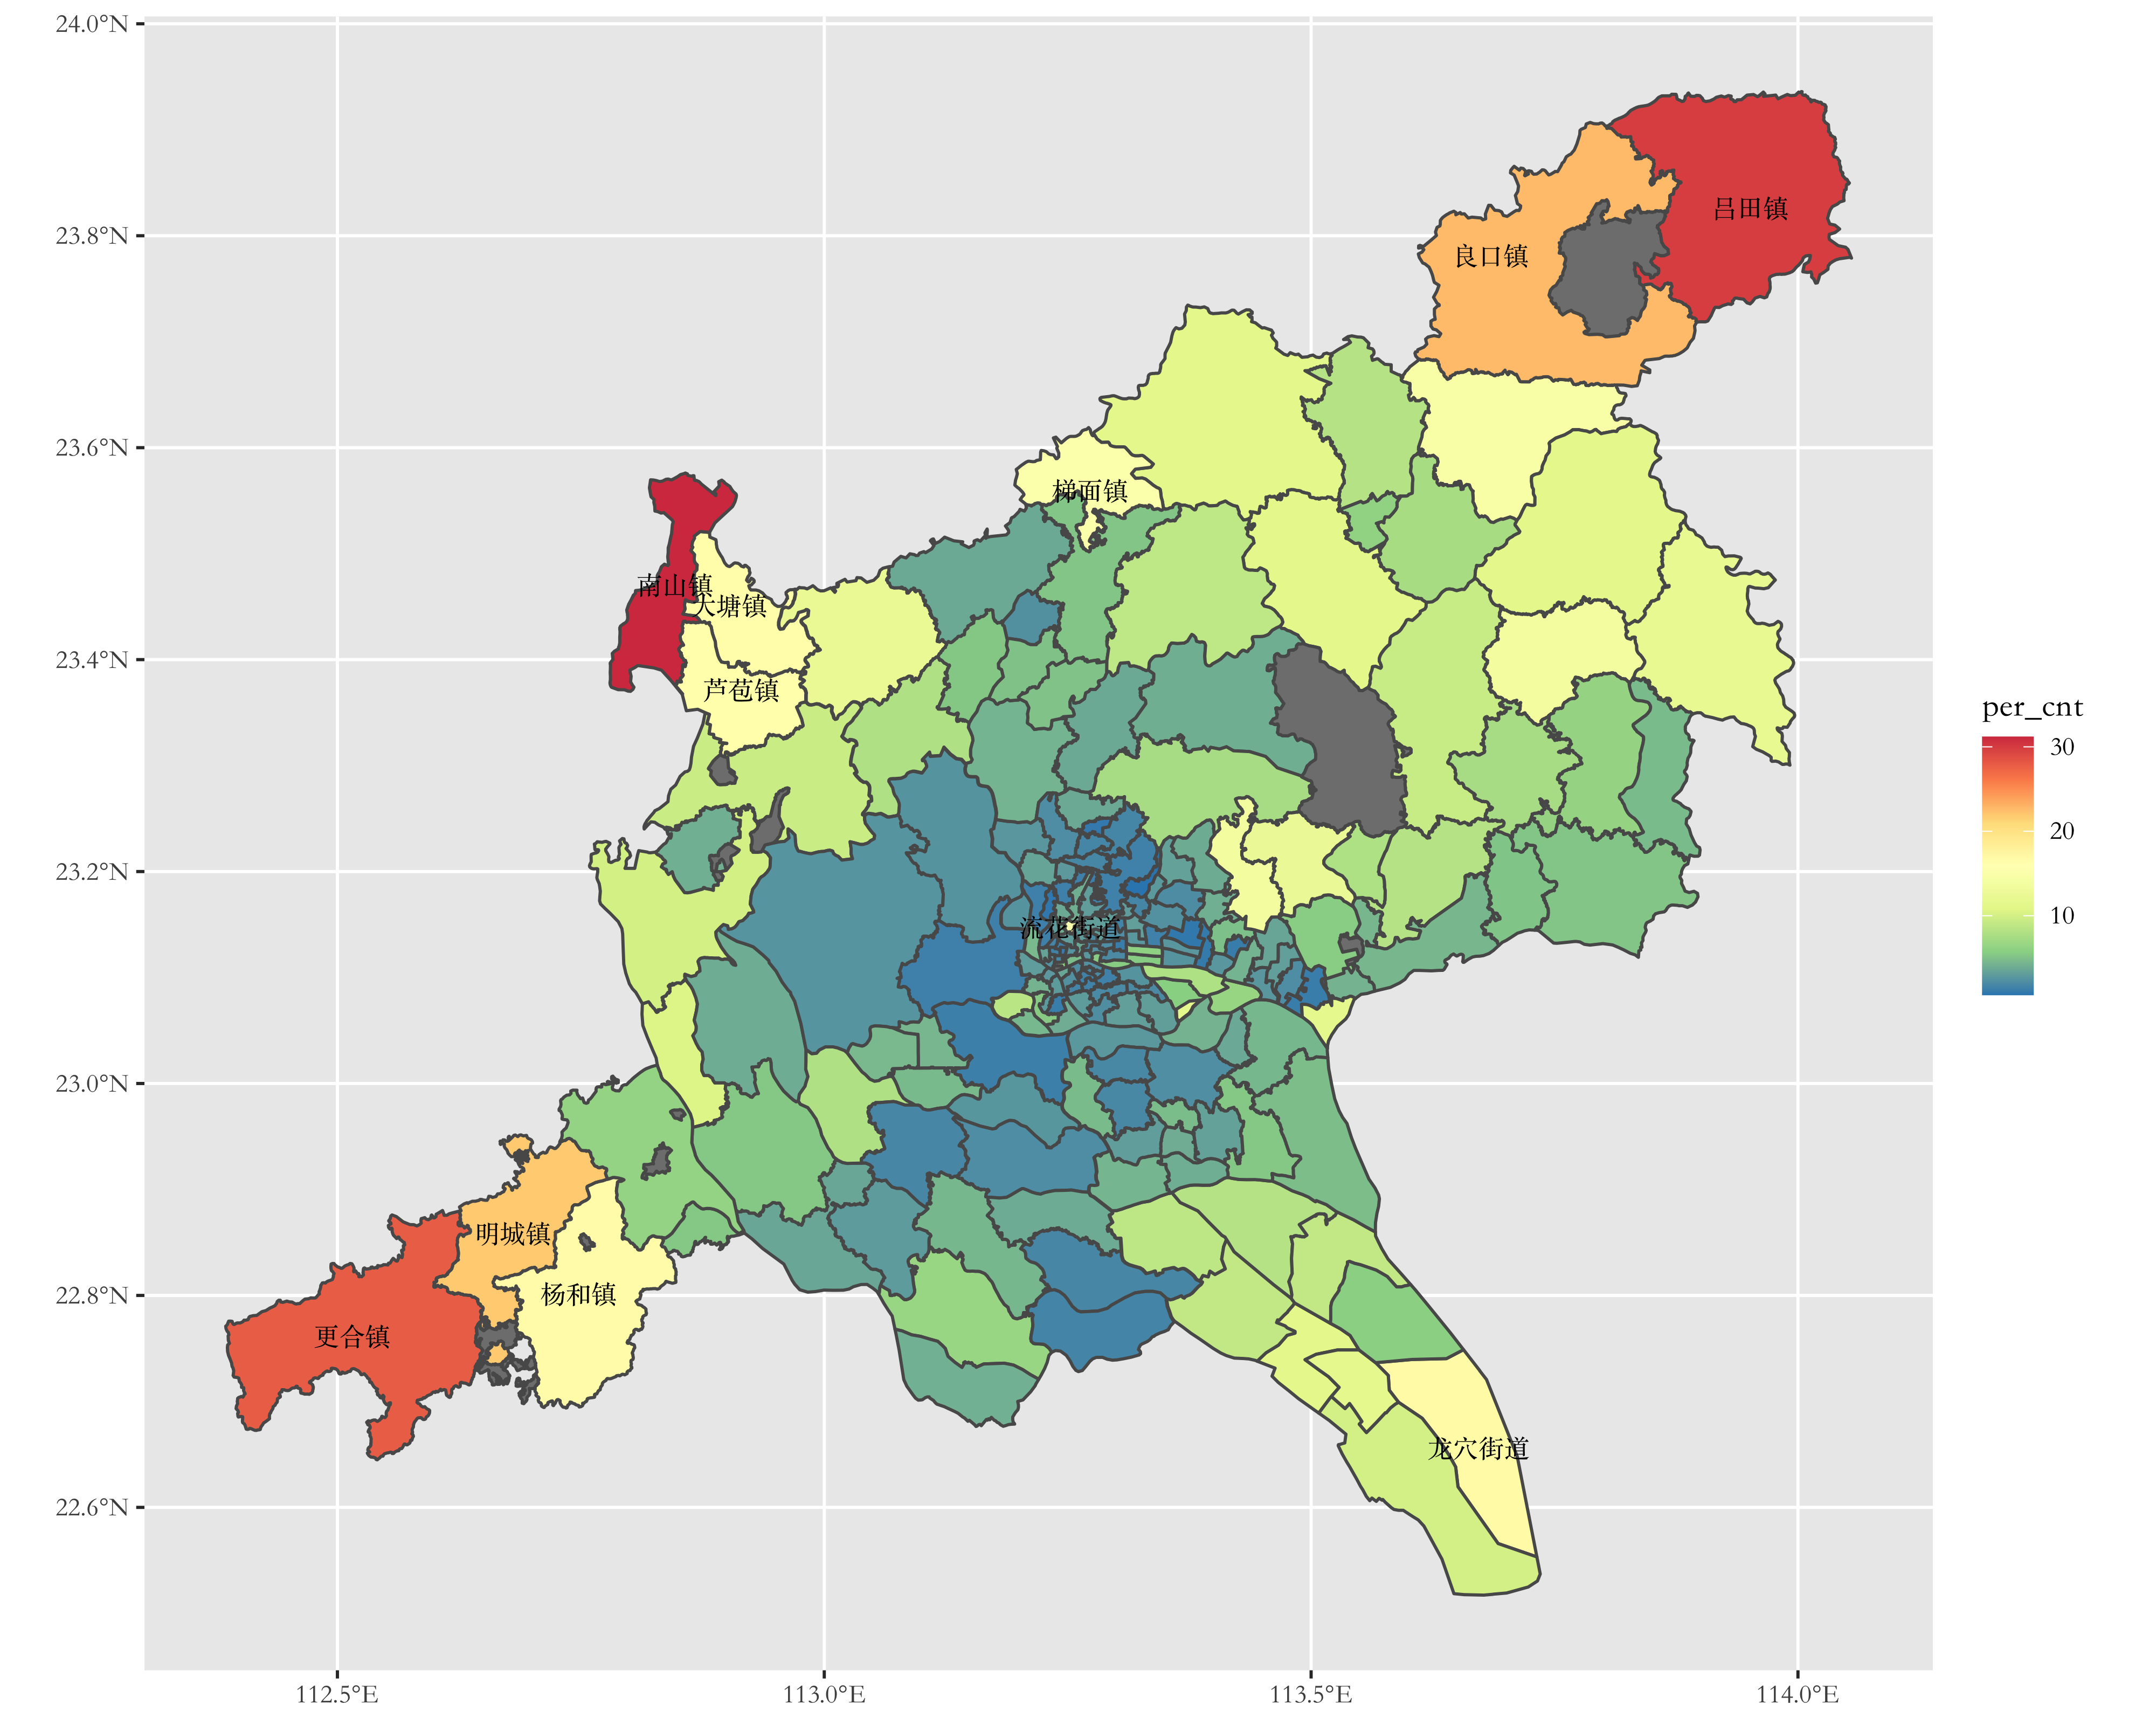 24.0°N
23.8°N
23.6°N
23.4°N
23.2°N
23.0°N
22.8°N
22.6°N
吕田镇
良口镇
梯面镇
南山镇
大塘镇
芦苞镇
流花街道
明城镇
杨和镇
更合镇
龙穴街道
112.5°E
113.0°E
113.5°E
114.0°E
per_cnt
30
20
10